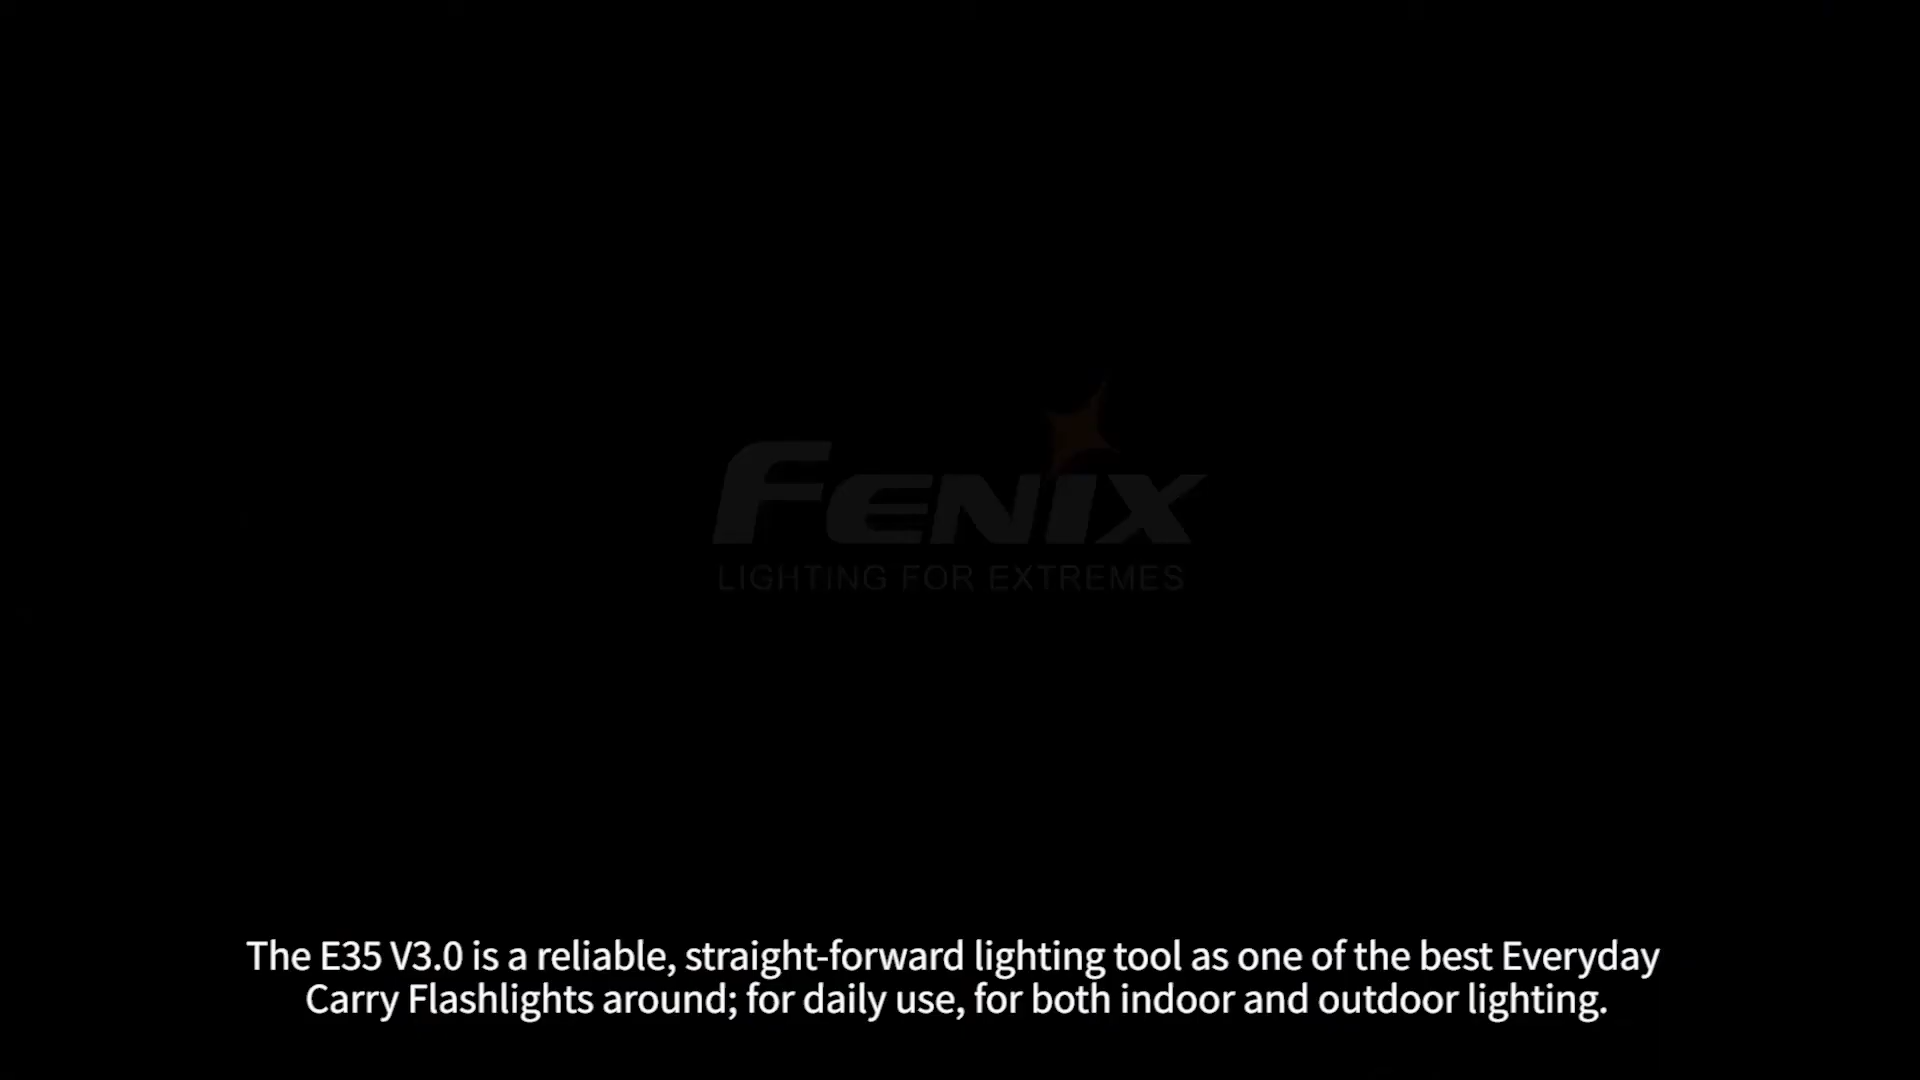 FENIX
LIGHTING FOR EXTREMES
The E35 V3.0 is a reliable, straight-forward lighting tool as one of the best Everyday
Carry Flashlights around; for daily use, for both indoor and outdoor lighting.